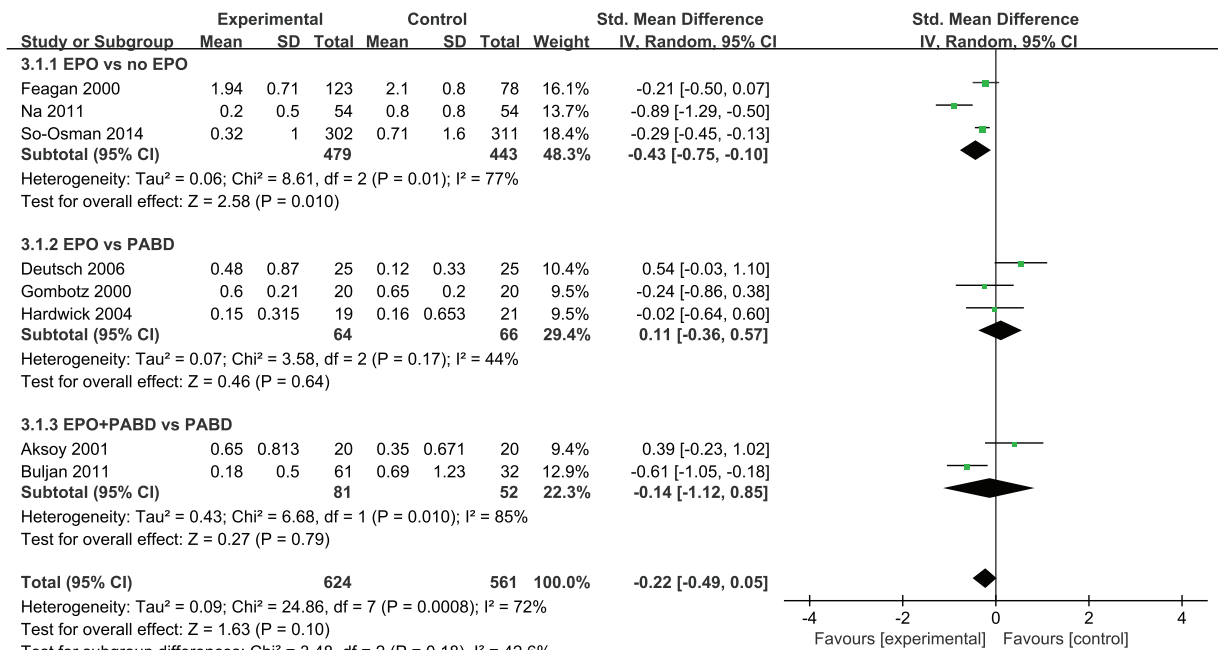 Experimental Control Std. Mean Difference Std. Mean Difference
Study or Subgroup Mean SD Total Mean SD Total Weight IV, Random, 95% CI IV, Random, 95% CI
3.1.1 EPO vs no EPO
Feagan 2000 1.94 0.71 123 2.1 0.8 78 16.1% -0.21 [-0.50, 0.07]
Na 2011 0.2 0.5 54 0.8 0.8 54 13.7% -0.89 [-1.29, -0.50]
So-Osman 2014 0.32 1 302 0.71 1.6 311 18.4% -0.29 [-0.45, -0.13]
Subtotal (95% CI) 479 443 48.3% -0.43 [-0.75, -0.10]
Heterogeneity: Tau² = 0.06; Chi² = 8.61, df = 2 (P = 0.01); I² = 77%
Test for overall effect: Z = 2.58 (P = 0.010)
3.1.2 EPO vs PABD
Deutsch 2006 0.48 0.87 25 0.12 0.33 25 10.4% 0.54 [-0.03, 1.10]
Gombotz 2000 0.6 0.21 20 0.65 0.2 20 9.5% -0.24 [-0.86, 0.38]
Hardwick 2004 0.15 0.315 19 0.16 0.653 21 9.5% -0.02 [-0.64, 0.60]
Subtotal (95% CI) 64 66 29.4% 0.11 [-0.36, 0.57]
Heterogeneity: Tau² = 0.07; Chi² = 3.58, df = 2 (P = 0.17); I² = 44%
Test for overall effect: Z = 0.46 (P = 0.64)
3.1.3 EPO+PABD vs PABD
Aksoy 2001 0.65 0.813 20 0.35 0.671 20 9.4% 0.39 [-0.23, 1.02]
Buljan 2011 0.18 0.5 61 0.69 1.23 32 12.9% -0.61 [-1.05, -0.18]
Subtotal (95% CI) 81 52 22.3% -0.14 [-1.12, 0.85]
Heterogeneity: Tau² = 0.43; Chi² = 6.68, df = 1 (P = 0.010); I² = 85%
Test for overall effect: Z = 0.27 (P = 0.79)
Total (95% CI) 624 561 100.0% -0.22 [-0.49, 0.05]
Heterogeneity: Tau² = 0.09; Chi² = 24.86, df = 7 (P = 0.0008); I² = 72%
-4 -2 0 2 4
Test for overall effect: Z = 1.63 (P = 0.10)
Favours [experimental] Favours [control]
Test for subgroup differences: Chi² = 3.48, df = 2 (P = 0.18), I² = 42.6%